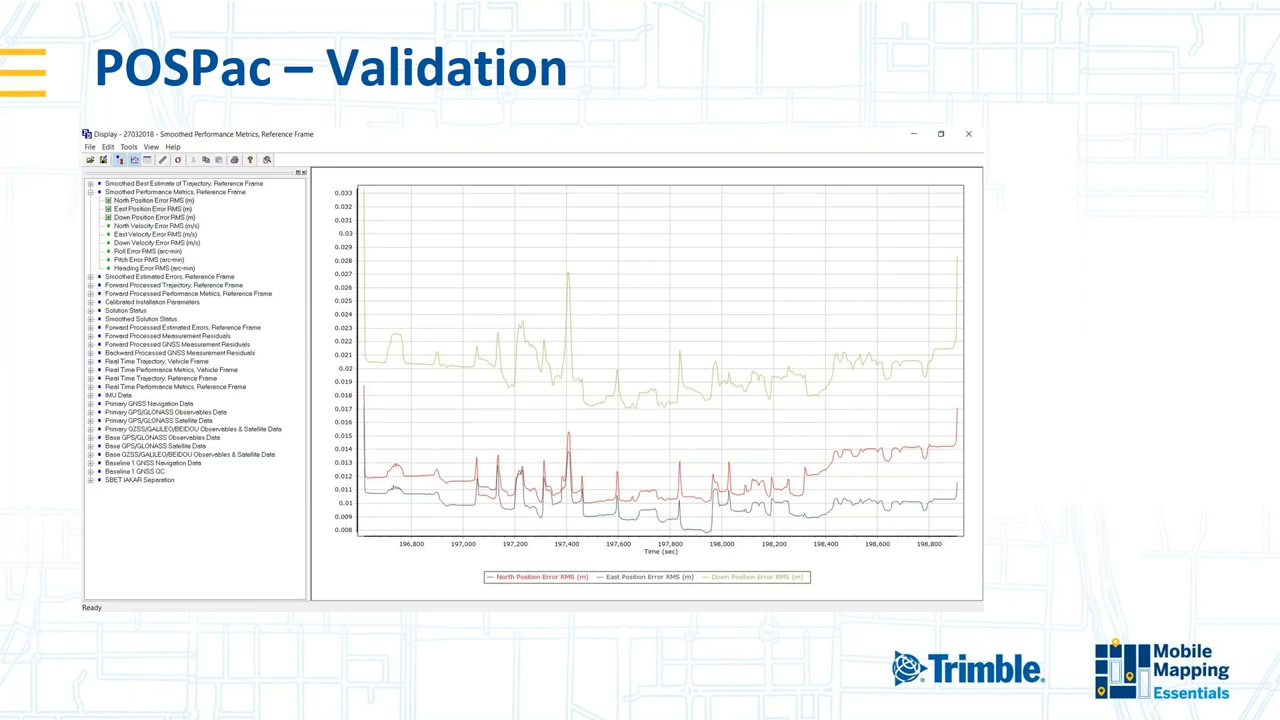 POSPac – Validation
Display - 27032018 - Smoothed Performance Metrics, Reference Frame
File Edit Tools View Help
Smoothed Best Estimate of Trajectory, Reference Frame
Smoothed Performance Metrics, Reference Frame
North Position Error RMS (m)
East Position Error RMS (m)
Down Position Error RMS (m)
North Velocity Error RMS (m/s)
East Velocity Error RMS (m/s)
Down Velocity Error RMS (m/s)
Roll Error RMS (arc-min)
Pitch Error RMS (arc-min)
Heading Error RMS (arc-min)
Smoothed Estimated Errors, Reference Frame
Forward Processed Trajectory, Reference Frame
Forward Processed Performance Metrics, Reference Frame
Calibrated Installation Parameters
Solution Status
Smoothed Solution Status
Forward Processed Estimated Errors, Reference Frame
Forward Processed Measurement Residuals
Forward Processed GNSS Measurement Residuals
Backward Processed GNSS Measurement Residuals
Real Time Trajectory, Vehicle Frame
Real Time Performance Metrics, Vehicle Frame
Real Time Trajectory, Reference Frame
Real Time Performance Metrics, Reference Frame
IMU Data
Primary GNSS Navigation Data
Primary GPS/GLONASS Observables Data
Primary GPS/GLONASS Satellite Data
Primary QZSS/GALILEO/BEIDOU Observables & Satellite Data
Base GPS/GLONASS Observables Data
Base GPS/GLONASS Satellite Data
Base QZSS/GALILEO/BEIDOU Observables & Satellite Data
Baseline 1 GNSS Navigation Data
Baseline 1 GNSS QC
SBET IAKAR Separation
0.033
0.032
0.031
0.03
0.029
0.028
0.027
0.026
0.025
0.024
0.023
0.022
0.021
0.02
0.019
0.018
0.017
0.016
0.015
0.014
0.013
0.012
0.011
0.01
0.009
0.008
196,800 197,000 197,200 197,400 197,600 197,800 198,000 198,200 198,400 198,600 198,800
Time (sec)
North Position Error RMS (m) East Position Error RMS (m) Down Position Error RMS (m)
Ready
Trimble
Mobile
Mapping
Essentials